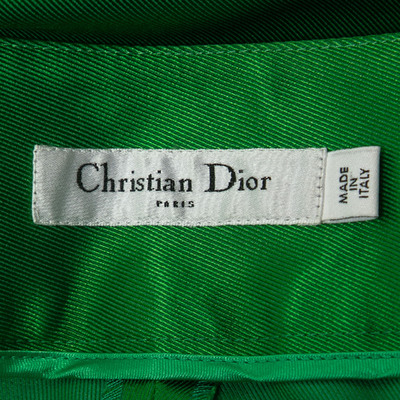 Christian Dior
PARIS
MADE
IN
ITALY